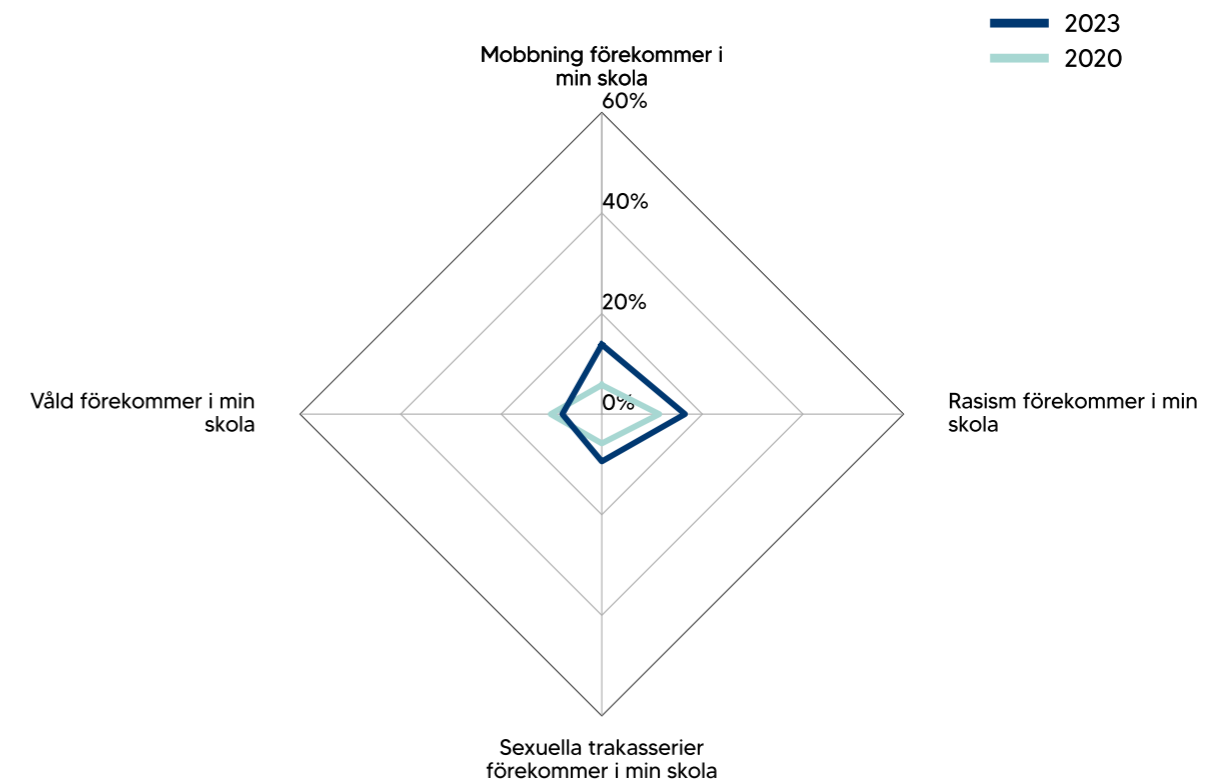 2023
2020
Mobbning förekommer i
min skola
60%
40%
20%
0%
Våld förekommer i min
skola
Rasism förekommer i min
skola
Sexuella trakasserier
förekommer i min skola